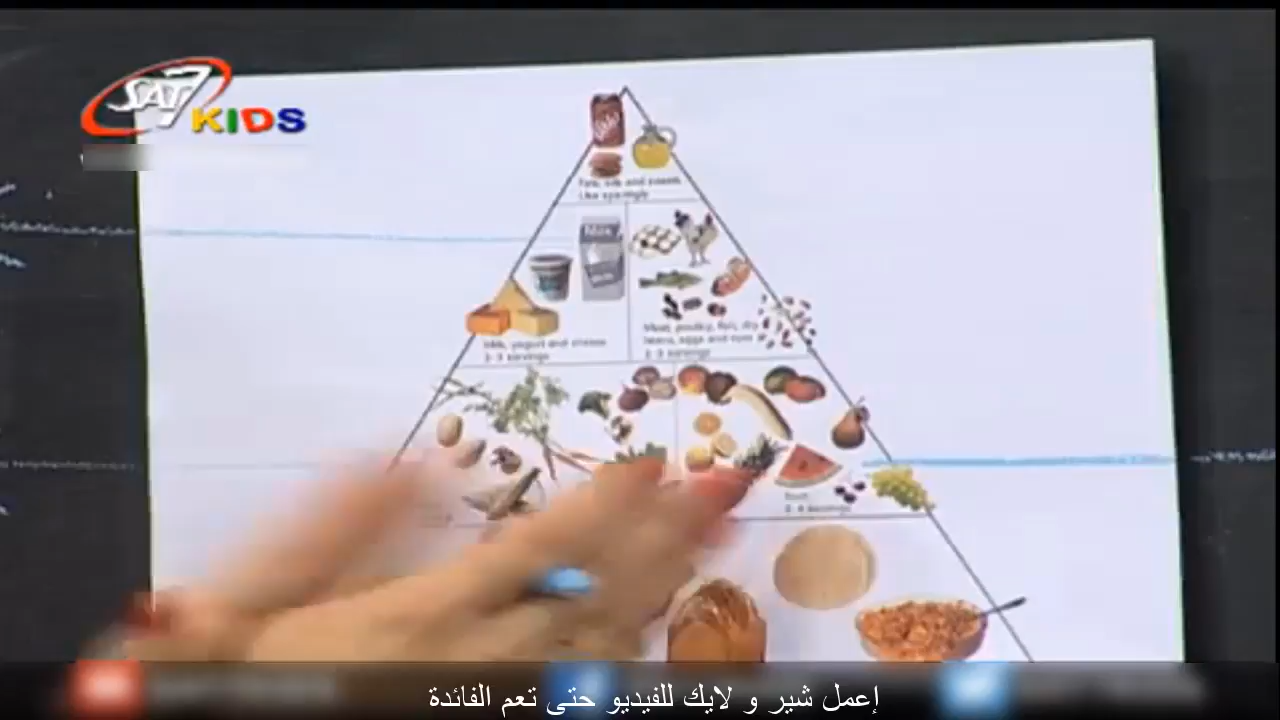 SAT7
KIDS
Fats, oils and sweets
Use sparingly
Milk
Milk, yogurt and cheese
2-3 servings
Meat, poultry, fish, dry
beans, eggs and nuts
2-3 servings
Fruit
2-4 servings
إعمل شير و لايك للفيديو حتى تعم الفائدة